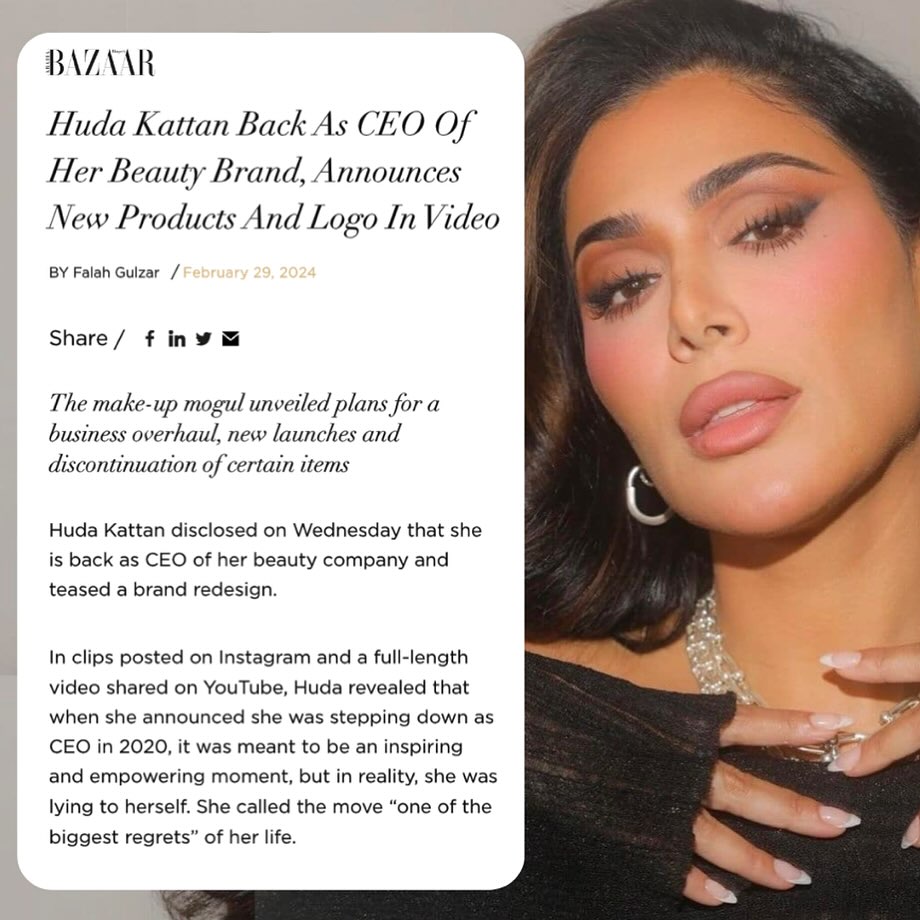 BAZAAR
Huda Kattan Back As CEO Of
Her Beauty Brand, Announces
New Products And Logo In Video
BY Falah Gulzar / February 29, 2024
Share /
The make-up mogul unveiled plans for a
business overhaul, new launches and
discontinuation of certain items
Huda Kattan disclosed on Wednesday that she
is back as CEO of her beauty company and
teased a brand redesign.
In clips posted on Instagram and a full-length
video shared on YouTube, Huda revealed that
when she announced she was stepping down as
CEO in 2020, it was meant to be an inspiring
and empowering moment, but in reality, she was
lying to herself. She called the move “one of the
biggest regrets” of her life.